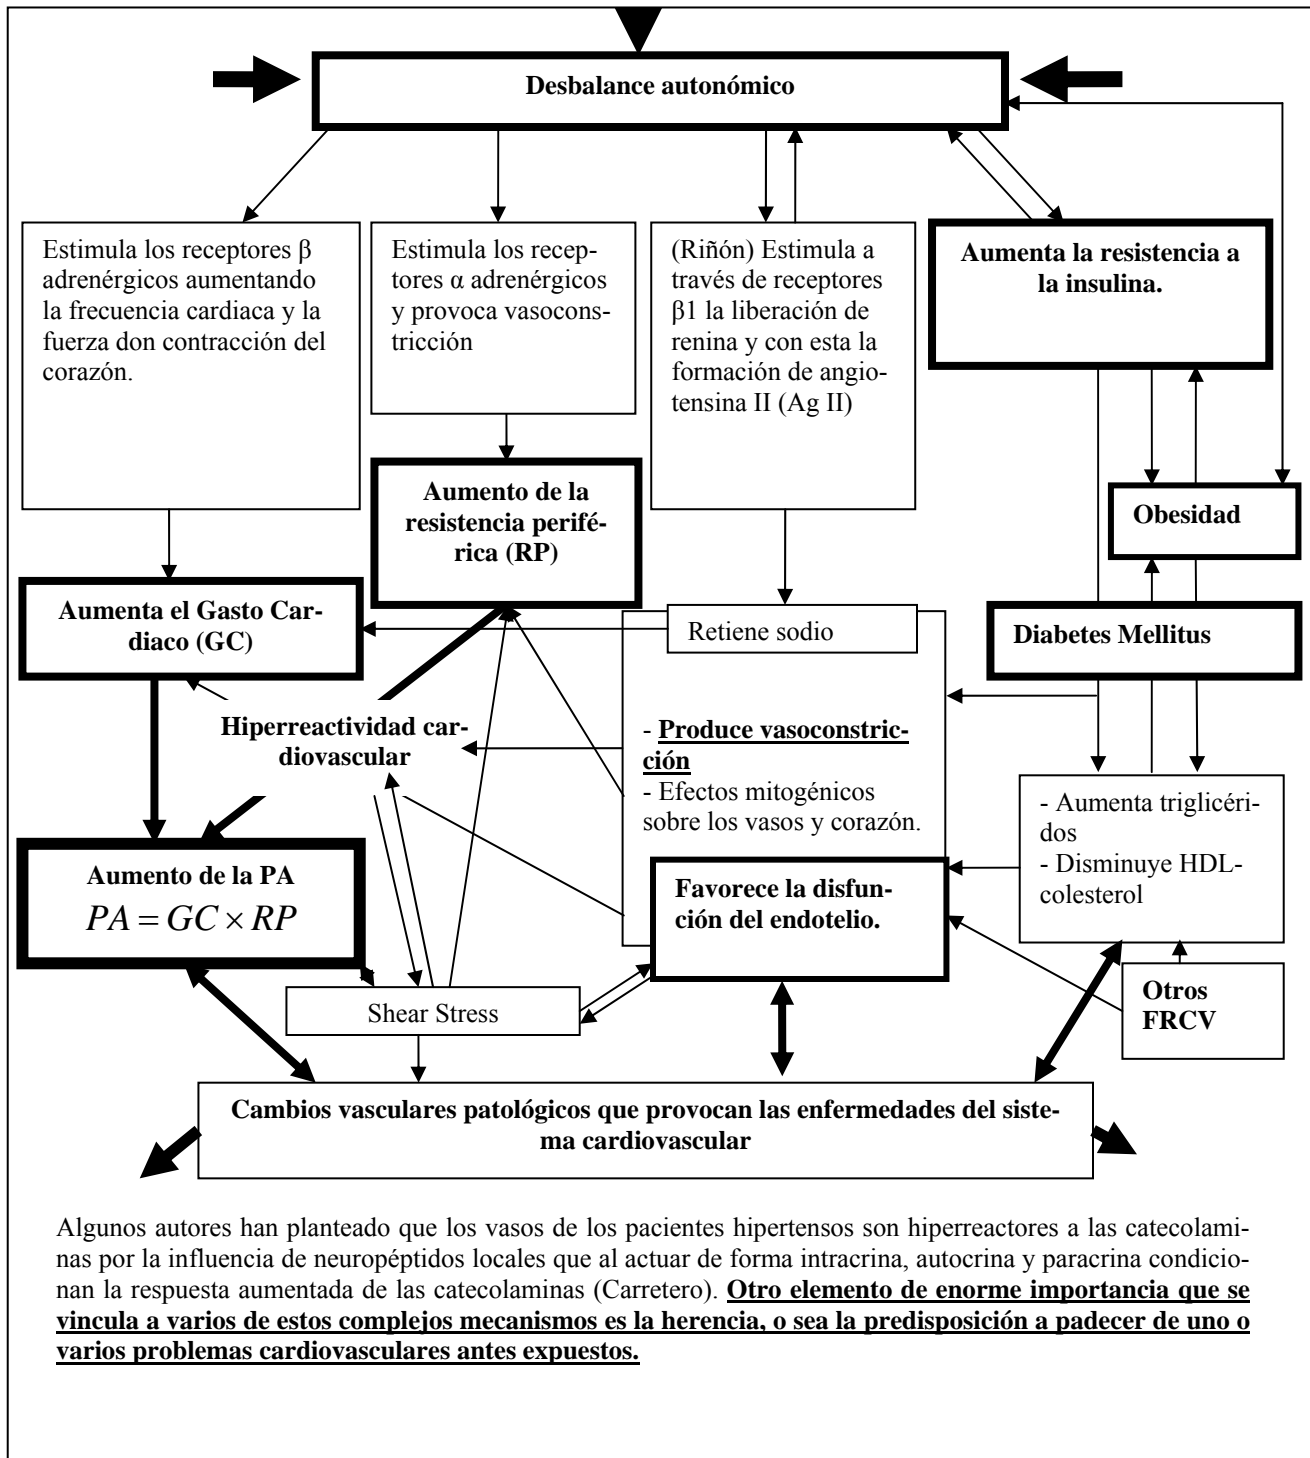 Desbalance autonómico
Estimula los receptores β
adrenérgicos aumentando
la frecuencia cardiaca y la
fuerza don contracción del
corazón.
Estimula los recep-
tores α adrenérgicos
y provoca vasocons-
tricción
(Riñón) Estimula a
través de receptores
β1 la liberación de
renina y con esta la
formación de angio-
tensina II (Ag II)
Aumenta la resistencia a
la insulina.
Aumento de la
resistencia perifé-
rica (RP)
Obesidad
Aumenta el Gasto Car-
diaco (GC)
Retiene sodio
Diabetes Mellitus
Hiperreactividad car-
diovascular
- Produce vasoconstric-
ción
- Efectos mitogénicos
sobre los vasos y corazón.
- Aumenta triglicéri-
dos
- Disminuye HDL-
colesterol
Aumento de la PA
PA = GC × RP
Favorece la disfun-
ción del endotelio.
Shear Stress
Otros
FRCV
Cambios vasculares patológicos que provocan las enfermedades del siste-
ma cardiovascular
Algunos autores han planteado que los vasos de los pacientes hipertensos son hiperreactores a las catecolami-
nas por la influencia de neuropéptidos locales que al actuar de forma intracrina, autocrina y paracrina condicio-
nan la respuesta aumentada de las catecolaminas (Carretero). Otro elemento de enorme importancia que se
vincula a varios de estos complejos mecanismos es la herencia, o sea la predisposición a padecer de uno o
varios problemas cardiovasculares antes expuestos.